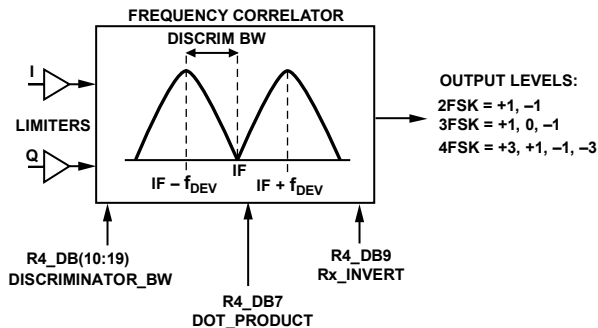 FREQUENCY CORRELATOR
DISCRIM BW
I
LIMITERS
Q
IF
IF – fDEV
IF + fDEV
OUTPUT LEVELS:
2FSK = +1, –1
3FSK = +1, 0, –1
4FSK = +3, +1, –1, –3
R4_DB(10:19)
DISCRIMINATOR_BW
R4_DB7
DOT_PRODUCT
R4_DB9
Rx_INVERT